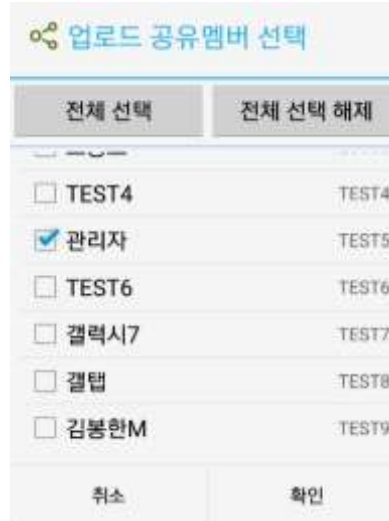 업로드 공유멤버 선택
전체 선택 전체 선택 해제
TEST4 TEST4
관리자 TEST5
TEST6 TEST6
갤럭시7 TEST7
갤탭 TEST8
김봉한M TEST9
취소 확인